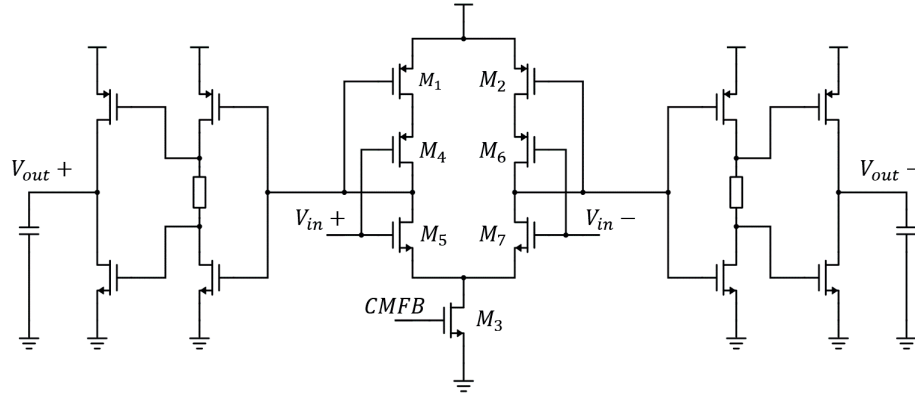 M1
M2
M4
M6
Vout +
Vout −
Vin +
M5
M7
Vin −
CMFB
M3